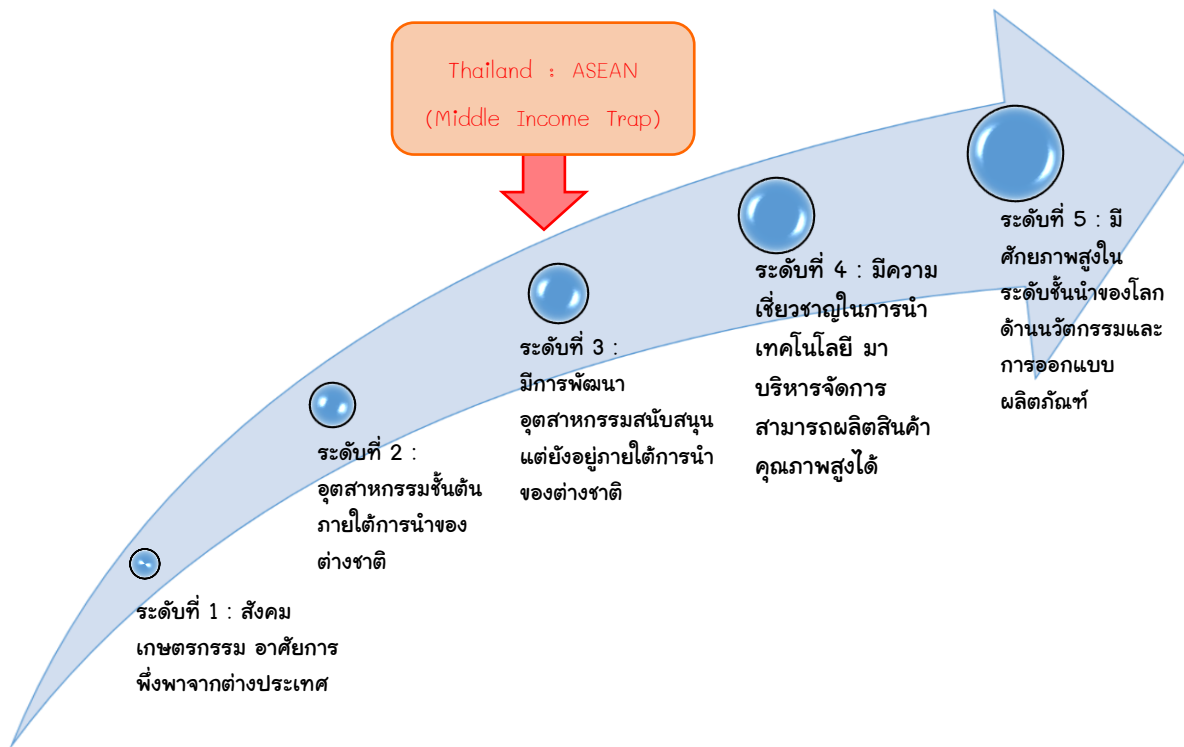 Thailand : ASEAN
(Middle Income Trap)
ระดับที่ 1 : สังคม
เกษตรกรรม อาศัยการ
พึ่งพาจากต่างประเทศ
ระดับที่ 2 :
อุตสาหกรรมชั้นต้น
ภายใต้การนำของ
ต่างชาติ
ระดับที่ 3 :
มีการพัฒนา
อุตสาหกรรมสนับสนุน
แต่ยังอยู่ภายใต้การนำ
ของต่างชาติ
ระดับที่ 4 : มีความ
เชี่ยวชาญในการนำ
เทคโนโลยี มา
บริหารจัดการ
สามารถผลิตสินค้า
คุณภาพสูงได้
ระดับที่ 5 : มี
ศักยภาพสูงใน
ระดับชั้นนำของโลก
ด้านนวัตกรรมและ
การออกแบบ
ผลิตภัณฑ์